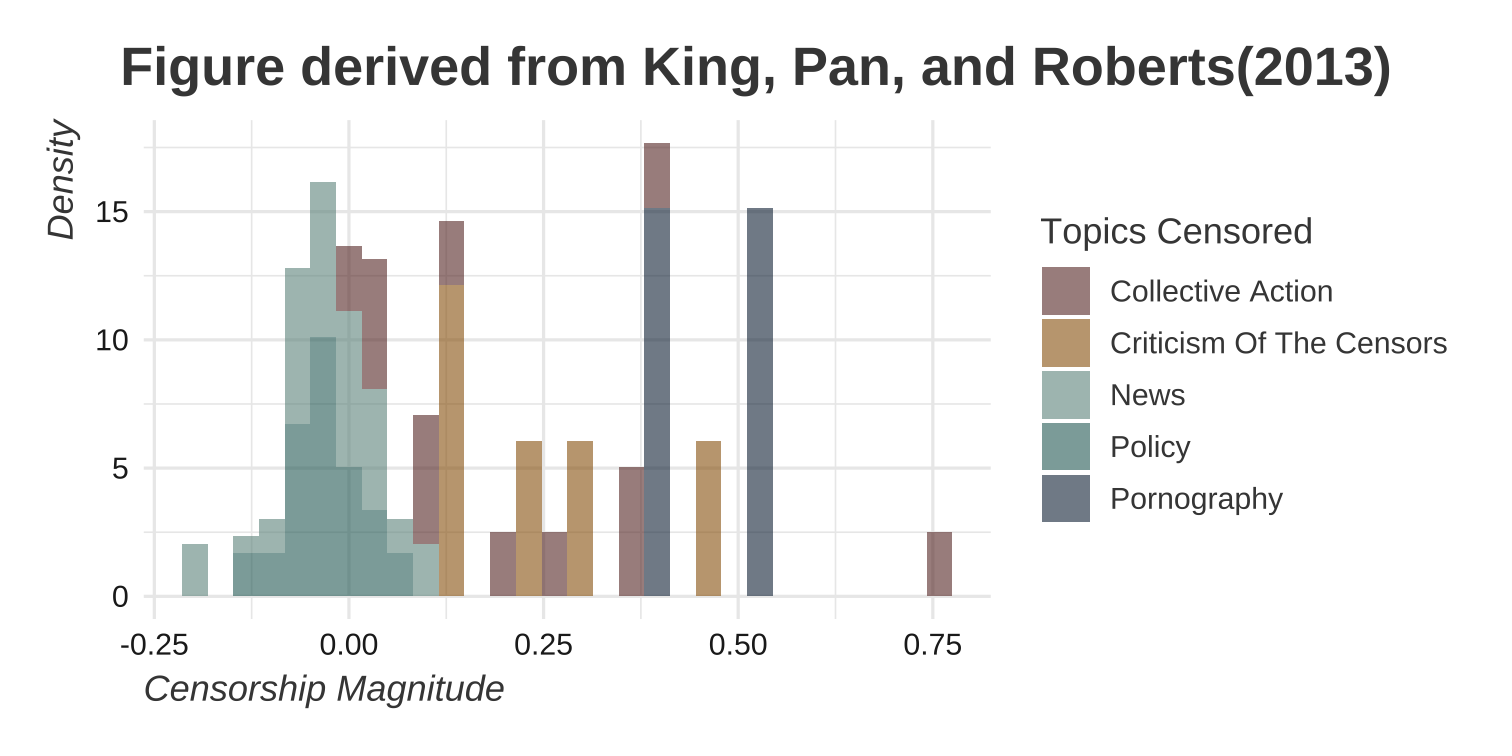 Figure derived from King, Pan, and Roberts(2013)
Density
15
10
5
0
-0.25 0.00 0.25 0.50 0.75
Censorship Magnitude
Topics Censored
Collective Action
Criticism Of The Censors
News
Policy
Pornography